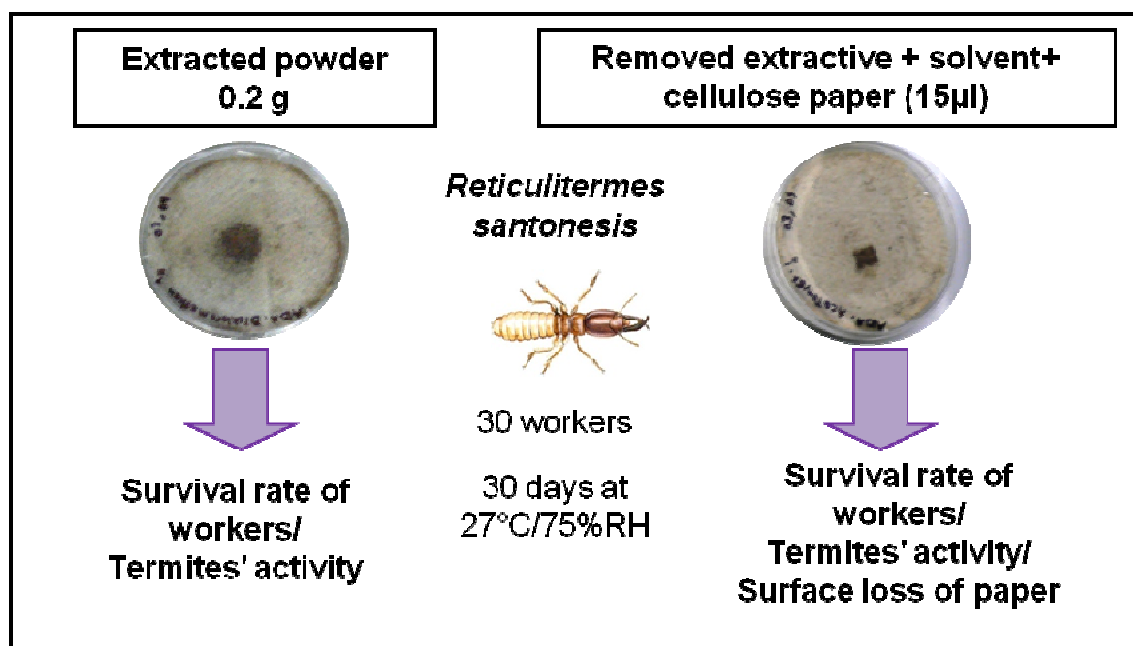 Extracted powder
0.2 g
Removed extractive + solvent+
cellulose paper (15µl)
Reticulitermes
santonesis
30 workers
30 days at
27°C/75%RH
Survival rate of
workers/
Termites' activity
Survival rate of
workers/
Termites' activity/
Surface loss of paper